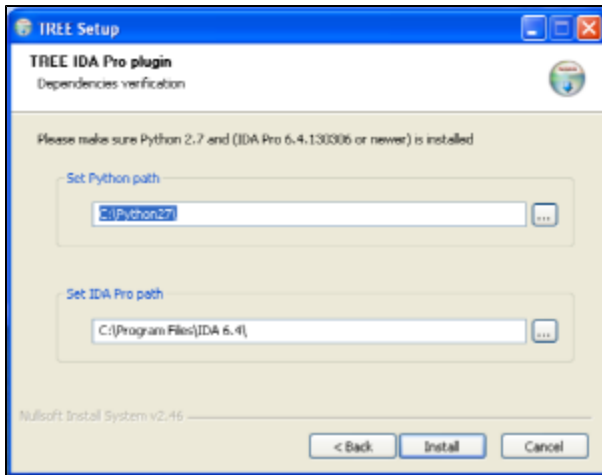 TREE Setup
TREE IDA Pro plugin
Dependencies verification
Please make sure Python 2.7 and (IDA Pro 6.4.130306 or newer) is installed
Set Python path
C:\Python27\
...
Set IDA Pro path
C:\Program Files\IDA 6.4\
...
Nullsoft Install System v2.46
< Back Install Cancel